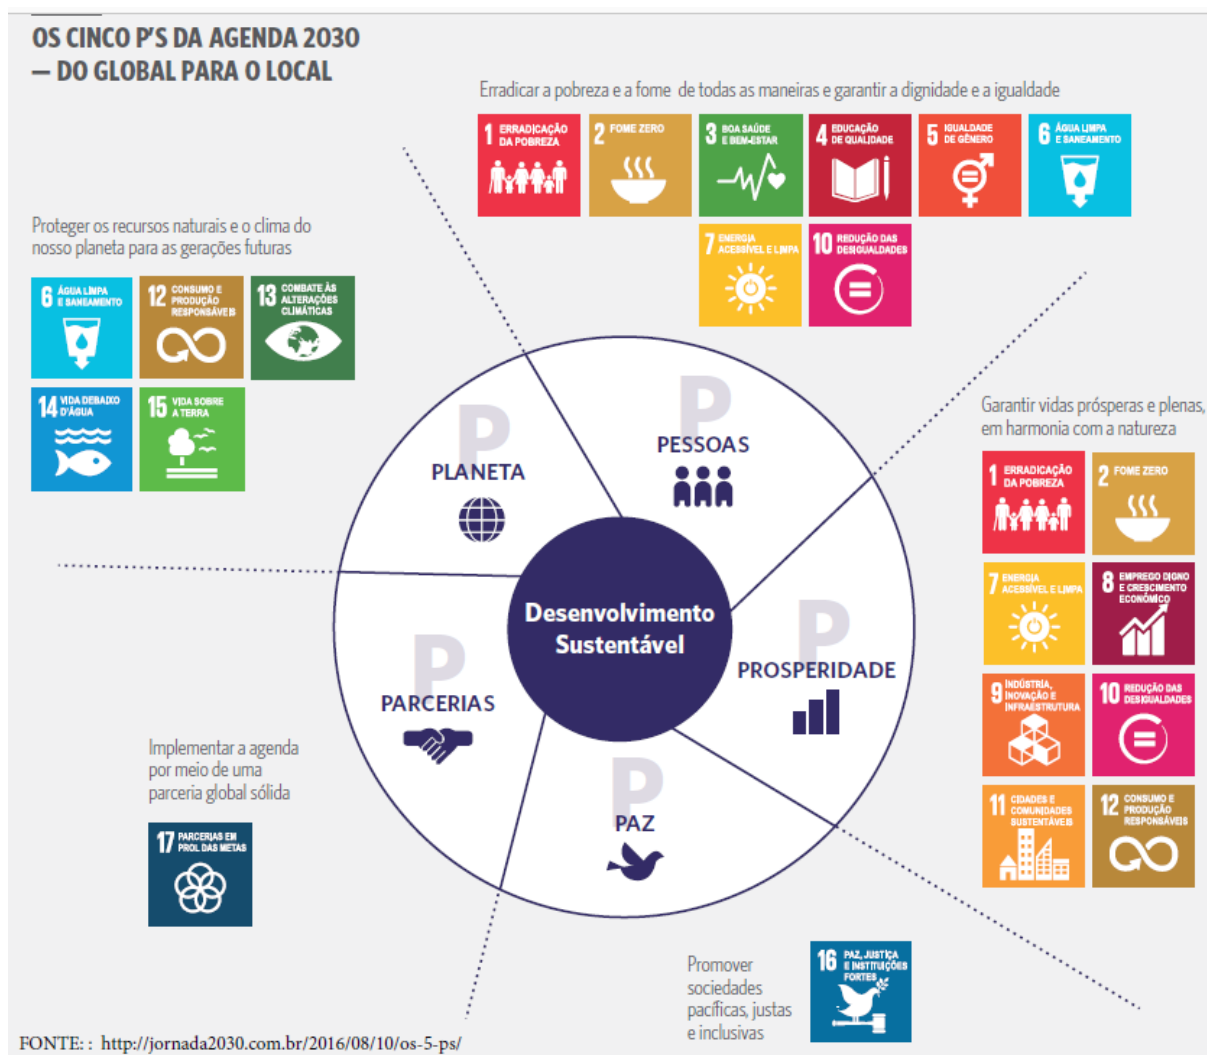 OS CINCO P'S DA AGENDA 2030
— DO GLOBAL PARA O LOCAL
Erradicar a pobreza e a fome de todas as maneiras e garantir a dignidade e a igualdade
1 ERRADICAÇÃO
DA POBREZA
2 FOME ZERO
3 BOA SAÚDE
E BEM-ESTAR
4 EDUCAÇÃO
DE QUALIDADE
5 IGUALDADE
DE GÊNERO
6 ÁGUA LIMPA
E SANEAMENTO
7 ENERGIA
ACESSÍVEL E LIMPA
10 REDUÇÃO DAS
DESIGUALDADES
Proteger os recursos naturais e o clima do
nosso planeta para as gerações futuras
6 ÁGUA LIMPA
E SANEAMENTO
12 CONSUMO E
PRODUÇÃO
RESPONSÁVEIS
13 COMBATE ÀS
ALTERAÇÕES
CLIMÁTICAS
14 VIDA DEBAIXO
D'ÁGUA
15 VIDA SOBRE
A TERRA
P
PLANETA
P
PESSOAS
Garantir vidas prósperas e plenas,
em harmonia com a natureza
1 ERRADICAÇÃO
DA POBREZA
2 FOME ZERO
7 ENERGIA
ACESSÍVEL E LIMPA
8 EMPREGO DIGNO
E CRESCIMENTO
ECONÔMICO
9 INDÚSTRIA,
INOVAÇÃO E
INFRAESTRUTURA
10 REDUÇÃO DAS
DESIGUALDADES
11 CIDADES E
COMUNIDADES
SUSTENTÁVEIS
12 CONSUMO E
PRODUÇÃO
RESPONSÁVEIS
Desenvolvimento
Sustentável
P
PROSPERIDADE
P
PARCERIAS
P
PAZ
Implementar a agenda
por meio de uma
parceria global sólida
17 PARCERIAS EM
PROL DAS METAS
Promover
sociedades
pacíficas, justas
e inclusivas
16 PAZ, JUSTIÇA
E INSTITUIÇÕES
FORTES
FONTE: : http://jornada2030.com.br/2016/08/10/os-5-ps/